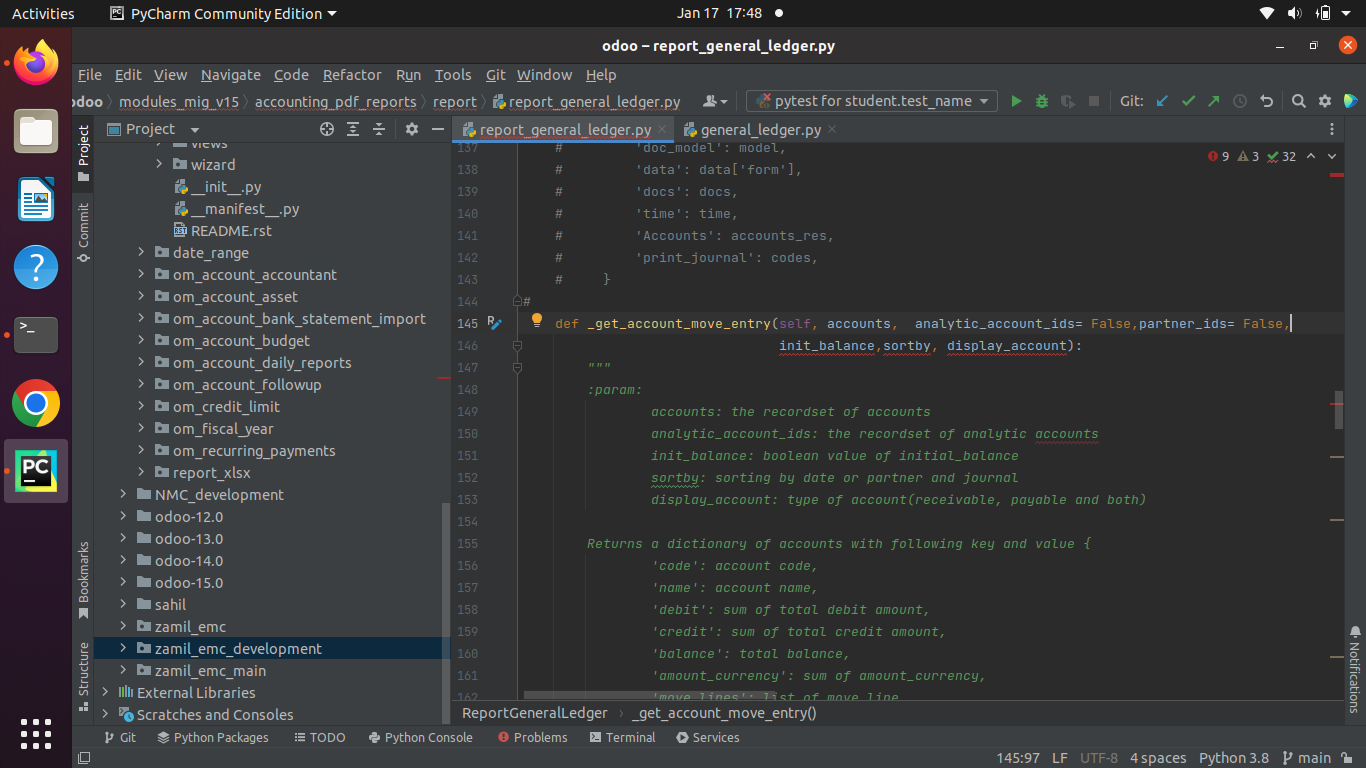 Activities
PyCharm Community Edition
Jan 17 17:48
odoo – report_general_ledger.py
File Edit View Navigate Code Refactor Run Tools Git Window Help
odoo modules_mig_v15 accounting_pdf_reports report report_general_ledger.py
pytest for student.test_name
Git:
Project
report_general_ledger.py
general_ledger.py
Project
Commit
Bookmarks
Structure
views
wizard
__init__.py
__manifest__.py
README.rst
date_range
om_account_accountant
om_account_asset
om_account_bank_statement_import
om_account_budget
om_account_daily_reports
om_account_followup
om_credit_limit
om_fiscal_year
om_recurring_payments
report_xlsx
NMC_development
odoo-12.0
odoo-13.0
odoo-14.0
odoo-15.0
sahil
zamil_emc
zamil_emc_development
zamil_emc_main
External Libraries
Scratches and Consoles
9 3 32
137 # 'doc_model': model,
138 # 'data': data['form'],
139 # 'docs': docs,
140 # 'time': time,
141 # 'Accounts': accounts_res,
142 # 'print_journal': codes,
143 # }
144 #
145 def _get_account_move_entry(self, accounts,  analytic_account_ids= False,partner_ids= False,
146 init_balance,sortby, display_account):
147 """
148 :param:
149 accounts: the recordset of accounts
150 analytic_account_ids: the recordset of analytic accounts
151 init_balance: boolean value of initial_balance
152 sortby: sorting by date or partner and journal
153 display_account: type of account(receivable, payable and both)
154
155 Returns a dictionary of accounts with following key and value {
156 'code': account code,
157 'name': account name,
158 'debit': sum of total debit amount,
159 'credit': sum of total credit amount,
160 'balance': total balance,
161 'amount_currency': sum of amount_currency,
162 'move_lines': list of move line
Notifications
ReportGeneralLedger _get_account_move_entry()
Git Python Packages TODO Python Console Problems Terminal Services
145:97 LF UTF-8 4 spaces Python 3.8 main